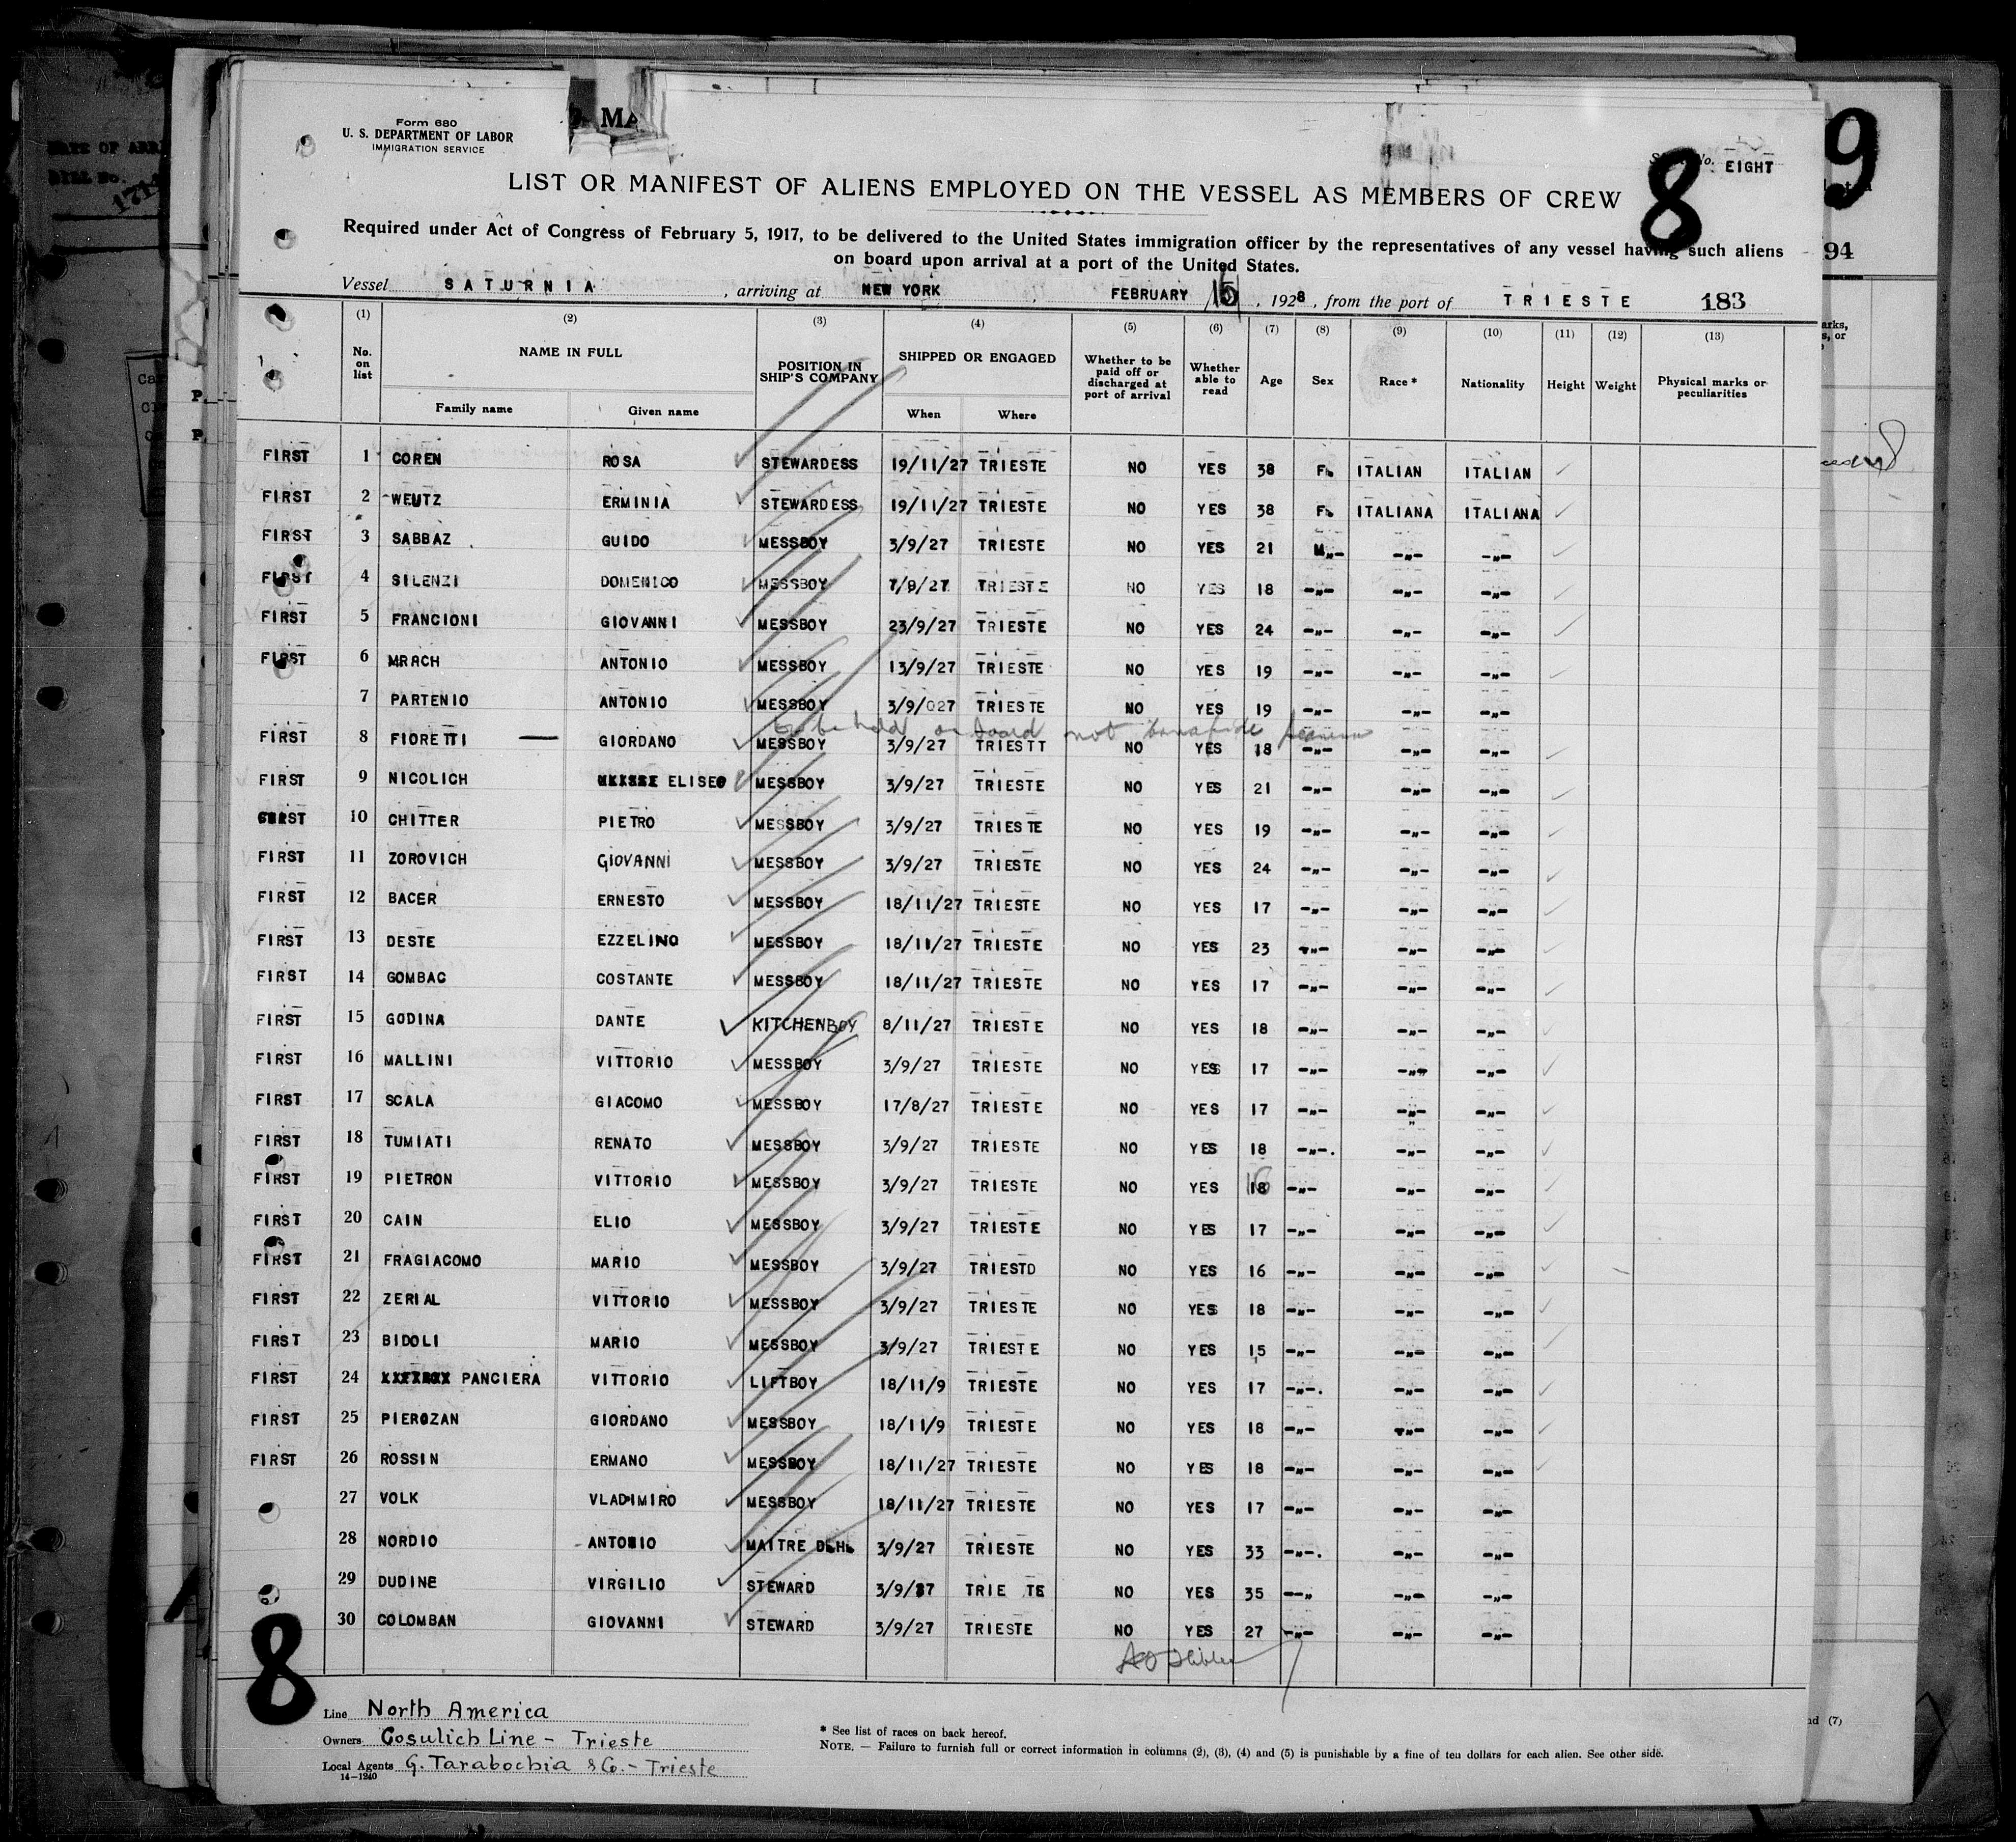 Form 680
U. S. DEPARTMENT OF LABOR
IMMIGRATION SERVICE
MA
8
No. EIGHT
9
94
LIST OR MANIFEST OF ALIENS EMPLOYED ON THE VESSEL AS MEMBERS OF CREW
Required under Act of Congress of February 5, 1917, to be delivered to the United States immigration officer by the representatives of any vessel having such aliens
on board upon arrival at a port of the United States.
Vessel SATURNIA, arriving at NEW YORK, FEBRUARY 15, 1928, from the port of TRIESTE 183
(1) (2) (3) (4) (5) (6) (7) (8) (9) (10) (11) (12) (13)
No. on list NAME IN FULL Family name Given name POSITION IN SHIP'S COMPANY SHIPPED OR ENGAGED When Where Whether to be paid off or discharged at port of arrival Whether able to read Age Sex Race * Nationality Height Weight Physical marks or peculiarities
FIRST 1 COREN ROSA STEWARDESS 19/11/27 TRIESTE NO YES 38 F. ITALIAN ITALIAN
FIRST 2 WEUTZ ERMINIA STEWARDESS 19/11/27 TRIESTE NO YES 38 F. ITALIANA ITALIANA
FIRST 3 SABBAZ GUIDO MESSBOY 3/9/27 TRIESTE NO YES 21 M -"- -"- -"-
FIRST 4 SILENZI DOMENICO MESSBOY 7/9/27 TRIESTE NO YES 18 -"- -"- -"-
FIRST 5 FRANCIONI GIOVANNI MESSBOY 23/9/27 TRIESTE NO YES 24 -"- -"- -"-
FIRST 6 MRACH ANTONIO MESSBOY 13/9/27 TRIESTE NO YES 19 -"- -"- -"-
7 PARTENIO ANTONIO MESSBOY 3/9/027 TRIESTE NO YES 19 -"- -"- -"-
to be held on board not bonafide seaman
FIRST 8 FIORETTI — GIORDANO MESSBOY 3/9/27 TRIESTT NO YES 18 -"- -"- -"-
FIRST 9 NICOLICH ELISEO MESSBOY 3/9/27 TRIESTE NO YES 21 -"- -"- -"-
10 CHITTER PIETRO MESSBOY 3/9/27 TRIESTE NO YES 19 -"- -"- -"-
FIRST 11 ZOROVICH GIOVANNI MESSBOY 3/9/27 TRIESTE NO YES 24 -"- -"- -"-
FIRST 12 BACER ERNESTO MESSBOY 18/11/27 TRIESTE NO YES 17 -"- -"- -"-
FIRST 13 DESTE EZZELINO MESSBOY 18/11/27 TRIESTE NO YES 23 -"- -"- -"-
FIRST 14 GOMBAC COSTANTE MESSBOY 18/11/27 TRIESTE NO YES 17 -"- -"- -"-
FIRST 15 GODINA DANTE KITCHENBOY 8/11/27 TRIESTE NO YES 18 -"- -"- -"-
FIRST 16 MALLINI VITTORIO MESSBOY 3/9/27 TRIESTE NO YES 17 -"- -"- -"-
FIRST 17 SCALA GIACOMO MESSBOY 17/8/27 TRIESTE NO YES 17 -"- -"- -"-
FIRST 18 TUMIATI RENATO MESSBOY 3/9/27 TRIESTE NO YES 18 -"-. -"- -"-
FIRST 19 PIETRON VITTORIO MESSBOY 3/9/27 TRIESTE NO YES 18 16 -"- -"- -"-
FIRST 20 CAIN ELIO MESSBOY 3/9/27 TRIESTE NO YES 17 -"- -"- -"-
FIRST 21 FRAGIACOMO MARIO MESSBOY 3/9/27 TRIESTD NO YES 16 -"- -"- -"-
FIRST 22 ZERIAL VITTORIO MESSBOY 3/9/27 TRIESTE NO YES 18 -"- -"- -"-
FIRST 23 BIDOLI MARIO MESSBOY 3/9/27 TRIESTE NO YES 15 -"- -"- -"-
FIRST 24 PANCIERA VITTORIO LIFTBOY 18/11/9 TRIESTE NO YES 17 -"-. -"- -"-
FIRST 25 PIEROZAN GIORDANO MESSBOY 18/11/9 TRIESTE NO YES 18 -"- -"- -"-
FIRST 26 ROSSIN ERMANO MESSBOY 18/11/27 TRIESTE NO YES 18 -"- -"- -"-
27 VOLK VLADIMIRO MESSBOY 18/11/27 TRIESTE NO YES 17 -"- -"- -"-
28 NORDIO ANTONIO MAITRE D.H. 3/9/27 TRIESTE NO YES 33 -"-. -"- -"-
29 DUDINE VIRGILIO STEWARD 3/9/27 TRIE TE NO YES 35 --" -"- -"-
30 COLOMBAN GIOVANNI STEWARD 3/9/27 TRIESTE NO YES 27 -"- -"- -"-
8
Line North America
Owners Cosulich Line - Trieste
Local Agents G. Tarabochia & Co. - Trieste
14-1240
* See list of races on back hereof.
NOTE. — Failure to furnish full or correct information in columns (2), (3), (4) and (5) is punishable by a fine of ten dollars for each alien. See other side.